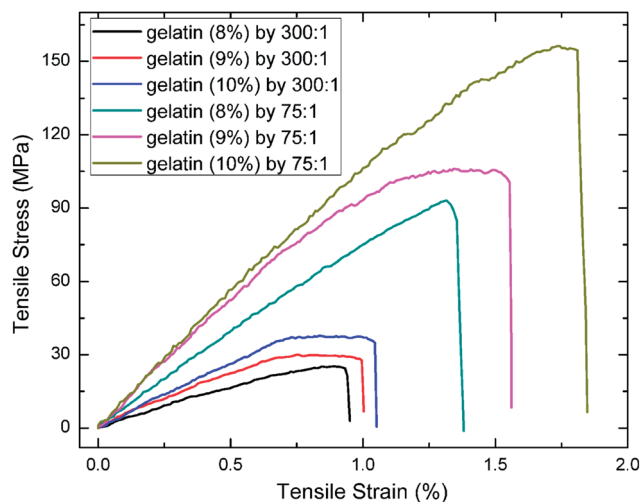 gelatin (8%) by 300:1
gelatin (9%) by 300:1
gelatin (10%) by 300:1
gelatin (8%) by 75:1
gelatin (9%) by 75:1
gelatin (10%) by 75:1
Tensile Stress (MPa)
150
120
90
60
30
0
0.0 0.5 1.0 1.5 2.0
Tensile Strain (%)